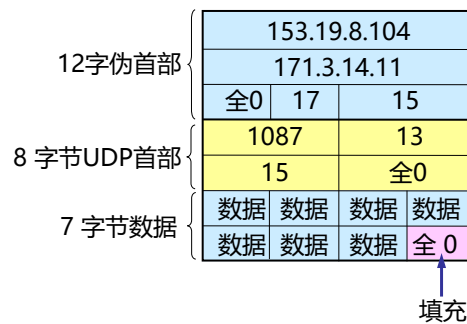 153.19.8.104
12字伪首部
171.3.14.11
全0 17 15
1087 13
8 字节UDP首部
15 全0
数据 数据 数据 数据
7 字节数据
数据 数据 数据 全 0
填充